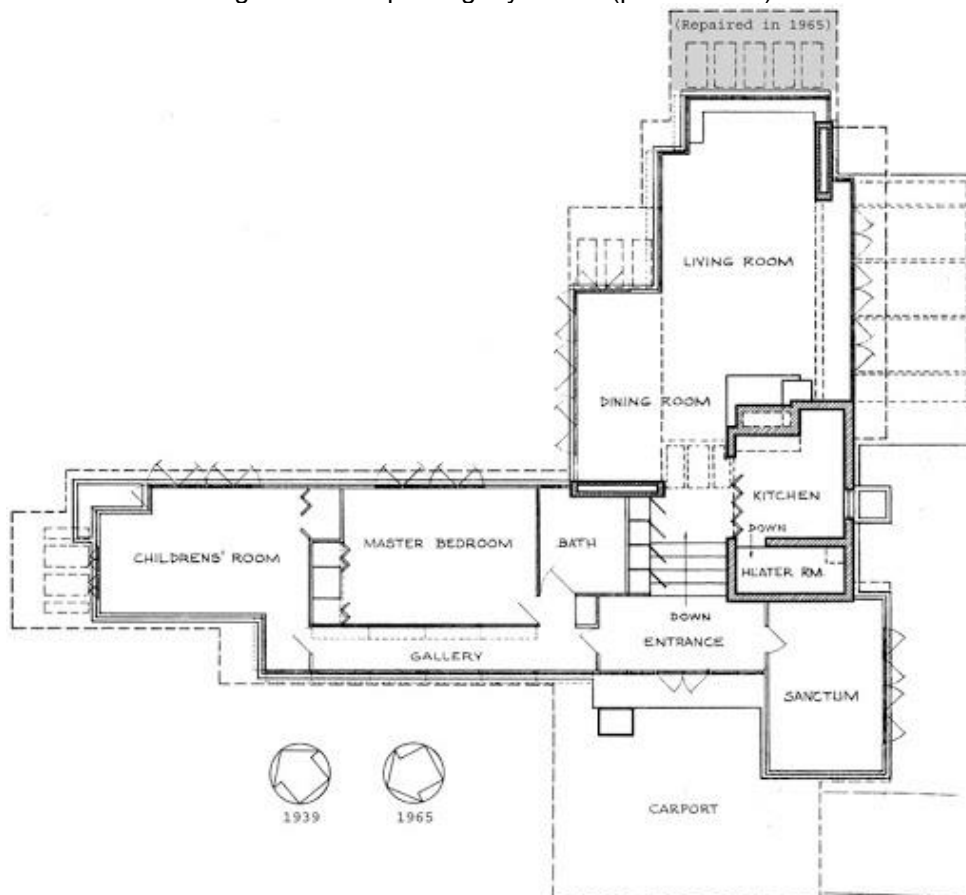 (Repaired in 1965)
LIVING ROOM
DINING ROOM
KITCHEN
DOWN
CHILDRENS' ROOM
MASTER BEDROOM
BATH
HEATER RM.
DOWN
ENTRANCE
GALLERY
SANCTUM
CARPORT
1939
1965